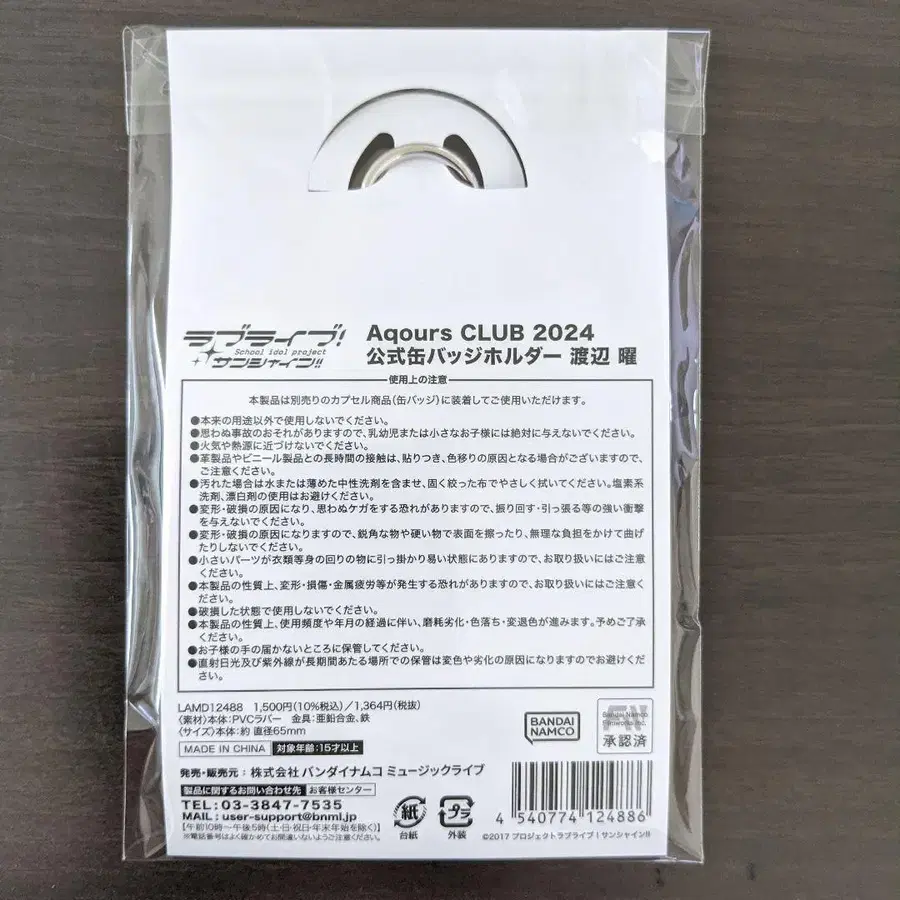 ラブライブ!
School idol project
サンシャイン!!
Aqours CLUB 2024
公式缶バッジホルダー 渡辺 曜
使用上の注意
本製品は別売りのカプセル商品(缶バッジ)に装着してご使用いただけます。
●本来の用途以外で使用しないでください。
●思わぬ事故のおそれがありますので、乳幼児または小さなお子様には絶対に与えないでください。
●火気や熱源に近づけないでください。
●革製品やビニール製品との長時間の接触は、貼りつき、色移りの原因となる場合がございますので、
ご注意ください。
●汚れた場合は水または薄めた中性洗剤を含ませ、固く絞った布でやさしく拭いてください。塩素系
洗剤、漂白剤の使用はお避けください。
●変形・破損の原因になり、思わぬケガをする恐れがありますので、振り回す・引っ張る等の強い衝撃
を与えないでください。
●変形・破損の原因になりますので、鋭角な物や硬い物で表面を擦ったり、無理な負担をかけて曲げ
たりしないでください。
●小さいパーツが衣類等身の回りの物に引っ掛かり易い状態にありますので、お取り扱いにはご注意
ください。
●本製品の性質上、変形・損傷・金属疲労等が発生する恐れがありますので、お取り扱いにはご注意く
ださい。
●破損した状態で使用しないでください。
●本製品の性質上、使用頻度や年月の経過に伴い、磨耗劣化・色落ち・変退色が進みます。予めご了承
ください。
●お子様の手の届かないところに保管してください。
●直射日光及び紫外線が長期間あたる場所での保管は変色や劣化の原因になりますのでお避けくだ
さい。
LAMD12488 1,500円(10%税込)/1,364円(税抜)
〈素材〉本体:PVCラバー 金具:亜鉛合金、鉄
〈サイズ〉本体:約 直径65mm
MADE IN CHINA 対象年齢:15才以上
BANDAI
NAMCO
Bandai Namco
Filmworks Inc.
承認済
発売・販売元:株式会社 バンダイナムコ ミュージックライブ
製品に関するお問い合わせ先 お客様センター
TEL:03-3847-7535
MAIL:user-support@bnml.jp
【午前10時〜午後5時(土・日・祝日・年末年始を除く)】
※電話番号はよく確かめてお間違いないようご注意ください。
紙
台紙
プラ
外装
4 540774 124886
©2017 プロジェクトラブライブ!サンシャイン!!